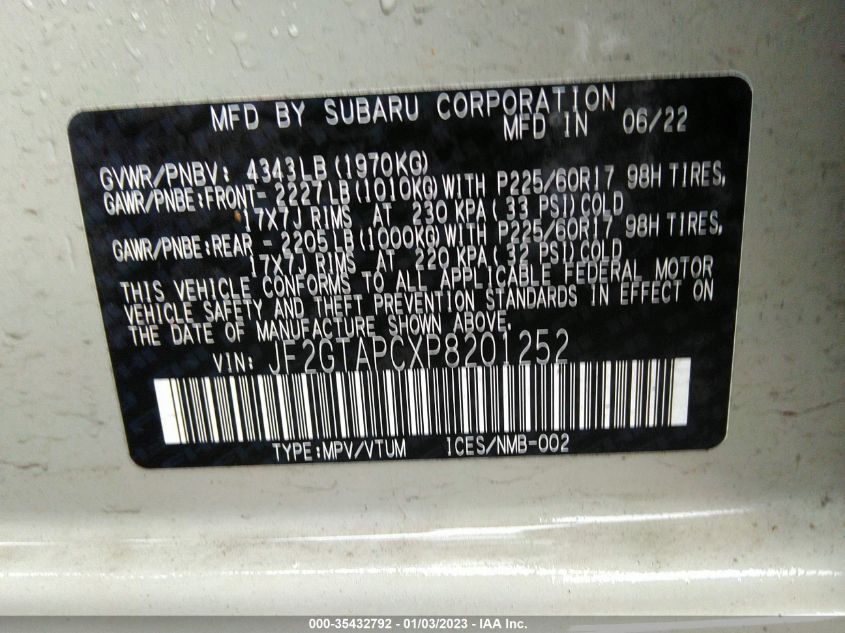 MFD BY SUBARU CORPORATION
MFD IN 06/22
GVWR/PNBV: 4343LB(1970KG)
GAWR/PNBE:FRONT- 2227LB(1010KG)WITH P225/60R17 98H TIRES,
17X7J RIMS AT 230 KPA( 33 PSI)COLD
GAWR/PNBE:REAR - 2205LB(1000KG)WITH P225/60R17 98H TIRES,
17X7J RIMS AT 220 KPA( 32 PSI)COLD
THIS VEHICLE CONFORMS TO ALL APPLICABLE FEDERAL MOTOR
VEHICLE SAFETY AND THEFT PREVENTION STANDARDS IN EFFECT ON
THE DATE OF MANUFACTURE SHOWN ABOVE.
VIN: JF2GTAPCXP8201252
TYPE:MPV/VTUM ICES/NMB-002
000-35432792 — 01/03/2023 — IAA Inc.